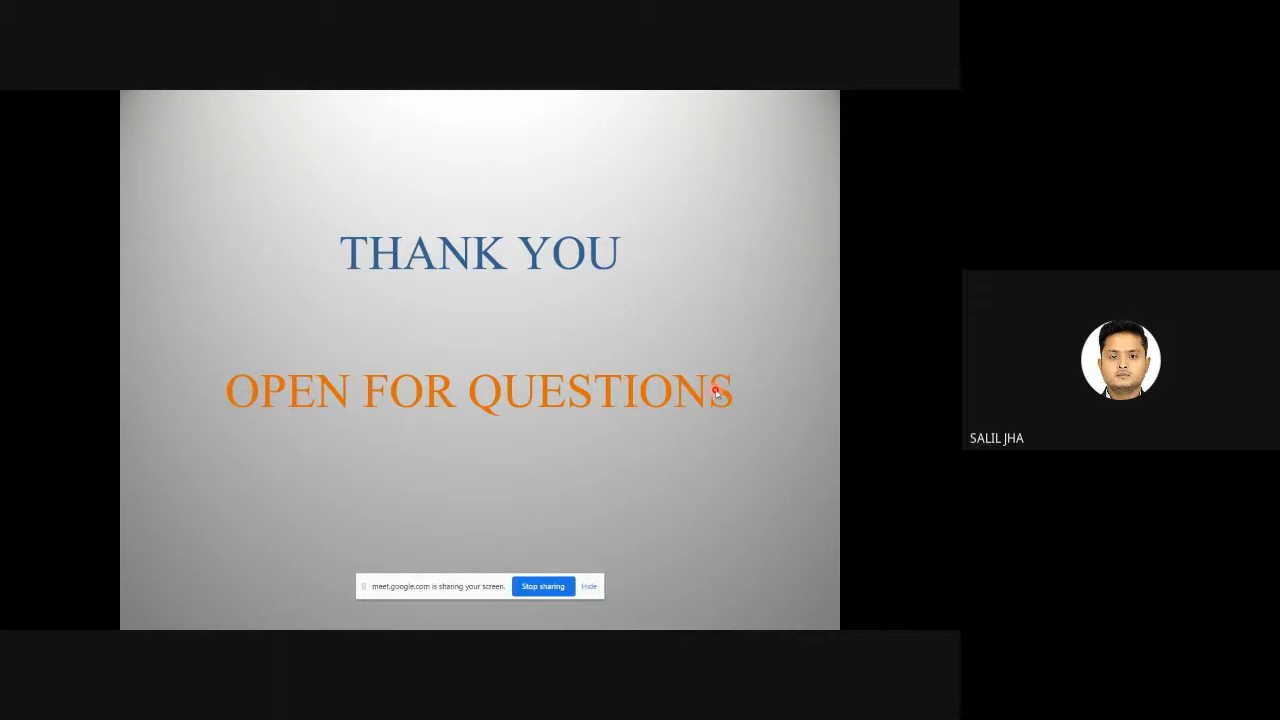 THANK YOU
OPEN FOR QUESTIONS
meet.google.com is sharing your screen. Stop sharing Hide
SALIL JHA